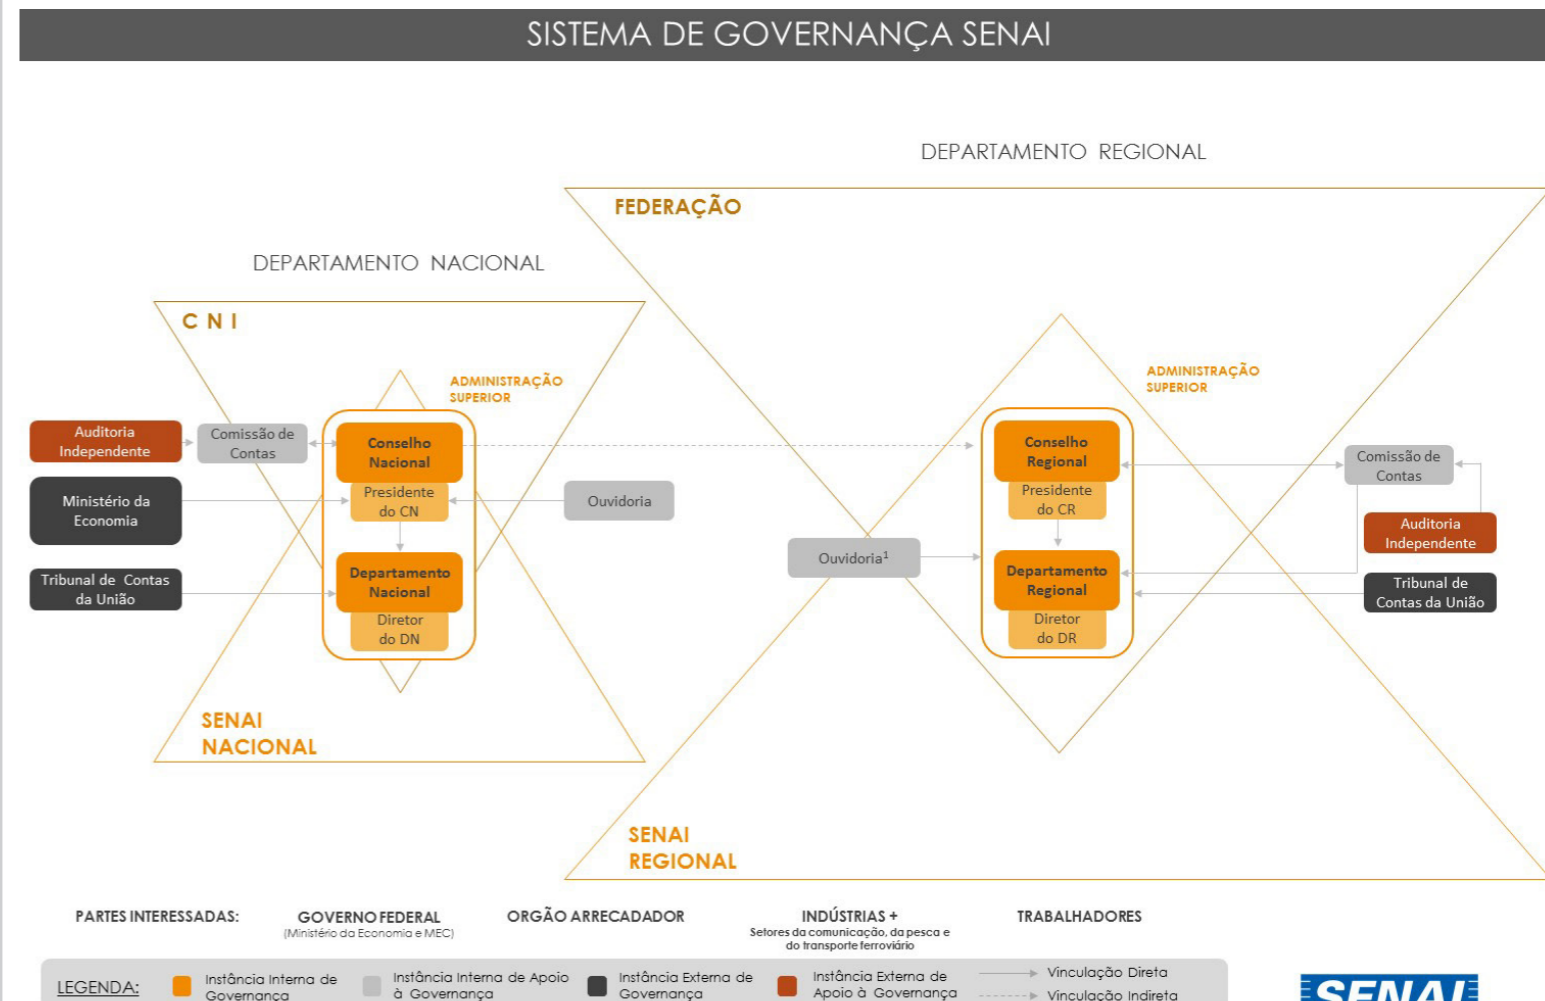 SISTEMA DE GOVERNANÇA SENAI
DEPARTAMENTO REGIONAL
FEDERAÇÃO
DEPARTAMENTO NACIONAL
C N I
ADMINISTRAÇÃO
SUPERIOR
ADMINISTRAÇÃO
SUPERIOR
Auditoria
Independente
Comissão de
Contas
Conselho
Nacional
Presidente
do CN
Ministério da
Economia
Ouvidoria
Tribunal de Contas
da União
Departamento
Nacional
Diretor
do DN
Conselho
Regional
Presidente
do CR
Comissão de
Contas
Auditoria
Independente
Ouvidoria¹
Departamento
Regional
Diretor
do DR
Tribunal de
Contas da União
SENAI
NACIONAL
SENAI
REGIONAL
PARTES INTERESSADAS:
GOVERNO FEDERAL
(Ministério da Economia e MEC)
ORGÃO ARRECADADOR
INDÚSTRIAS +
Setores da comunicação, da pesca e
do transporte ferroviário
TRABALHADORES
LEGENDA:
Instância Interna de
Governança
Instância Interna de Apoio
à Governança
Instância Externa de
Governança
Instância Externa de
Apoio à Governança
Vinculação Direta
Vinculação Indireta
SENAI